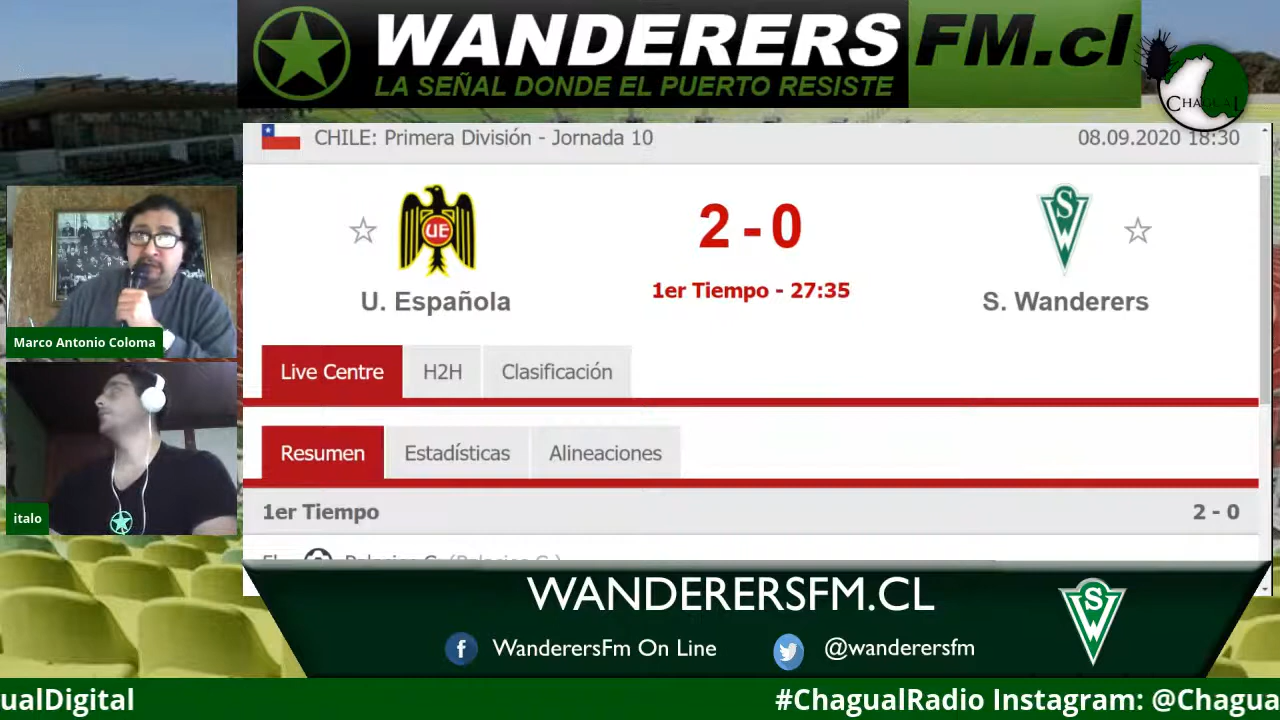 WANDERERS FM.cl
LA SEÑAL DONDE EL PUERTO RESISTE
CHAGUAL
CHILE: Primera División - Jornada 10
08.09.2020 18:30
UE
2 - 0
S
W
1er Tiempo - 27:35
U. Española
S. Wanderers
Marco Antonio Coloma
Live Centre
H2H
Clasificación
Resumen
Estadísticas
Alineaciones
italo
1er Tiempo
2 - 0
WANDERERSFM.CL
f WanderersFm On Line
@wanderersfm
S
W
ualDigital
#ChagualRadio Instagram: @Chagua